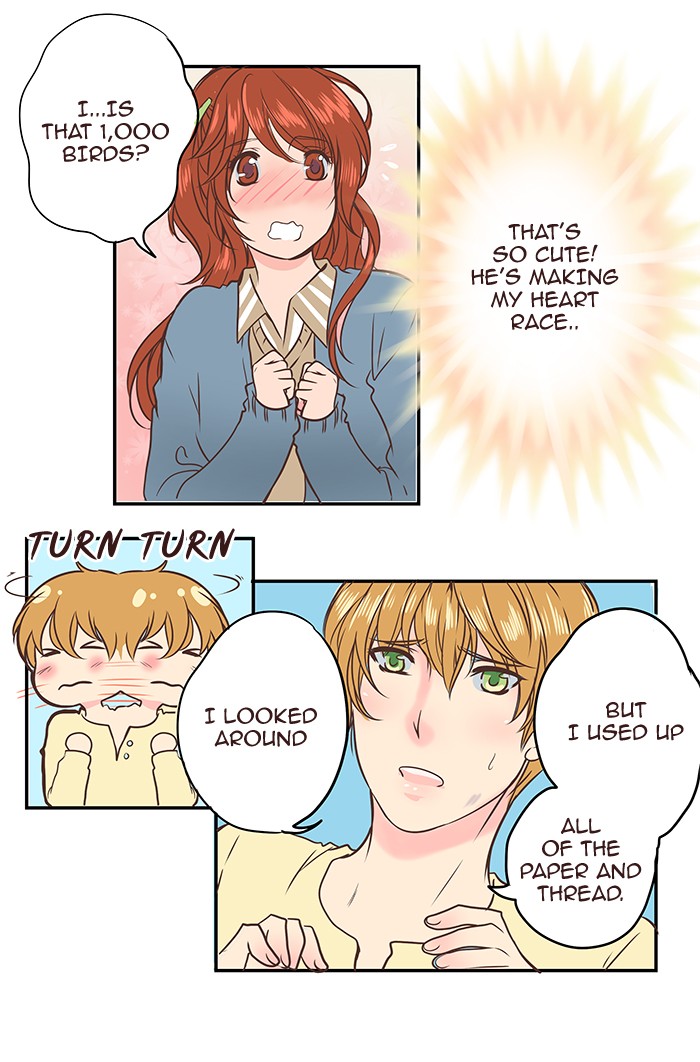 I...IS
THAT 1,000
BIRDS?
THAT'S
SO CUTE!
HE'S MAKING
MY HEART
RACE..
TURN TURN
I LOOKED
AROUND
BUT
I USED UP
ALL
OF THE
PAPER AND
THREAD.